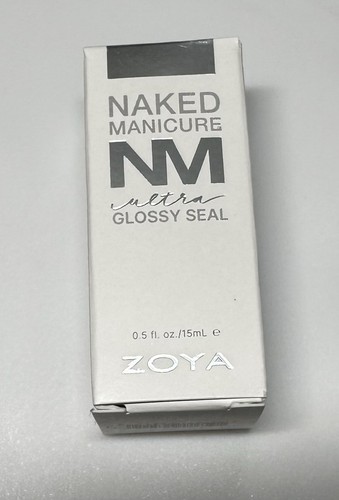 NAKED
MANICURE
NM
ultra
GLOSSY SEAL
0.5 fl. oz./15mL ℮
ZOYA